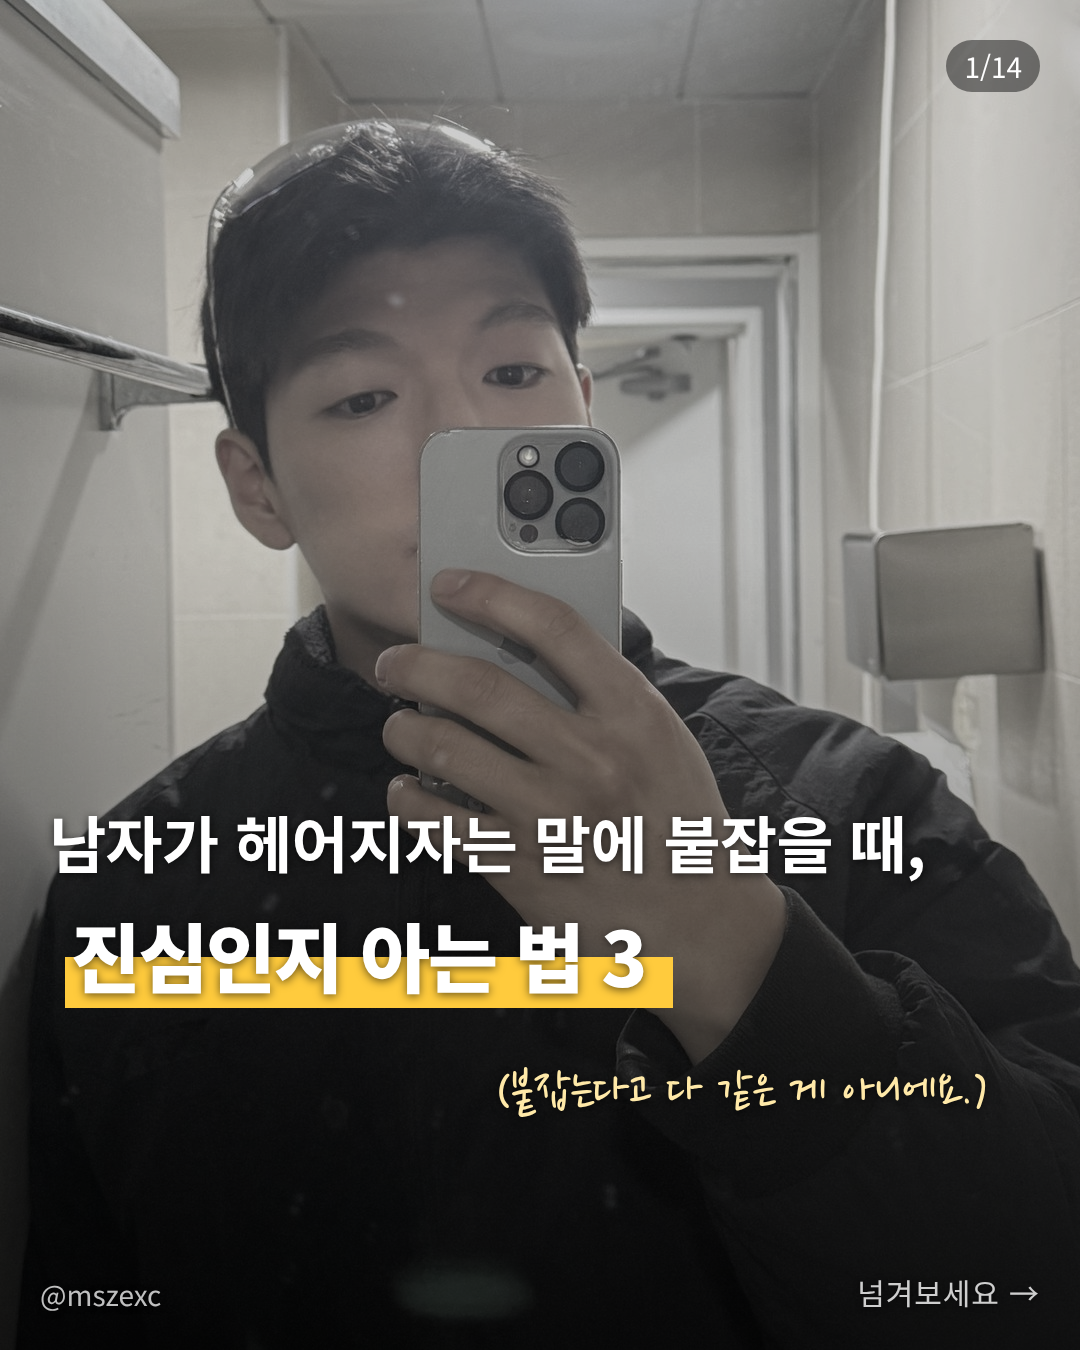 1/14
남자가 헤어지자는 말에 붙잡을 때,
진심인지 아는 법 3
(붙잡는다고 다 같은 게 아니에요.)
@mszexc
넘겨보세요 →